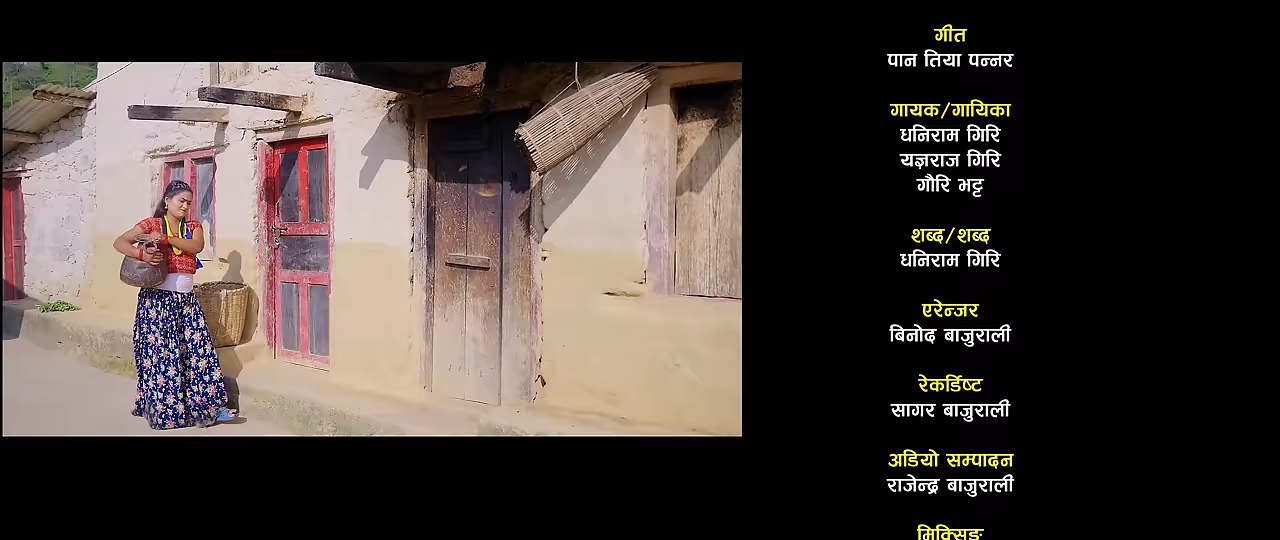 गीत
पान तिया पन्नर
गायक/गायिका
धनिराम गिरि
यज्ञराज गिरि
गौरि भट्ट
शब्द/शब्द
धनिराम गिरि
एरेन्जर
बिनोद बाजुराली
रेकर्डिष्ट
सागर बाजुराली
अडियो सम्पादन
राजेन्द्र बाजुराली
मिक्सिङ